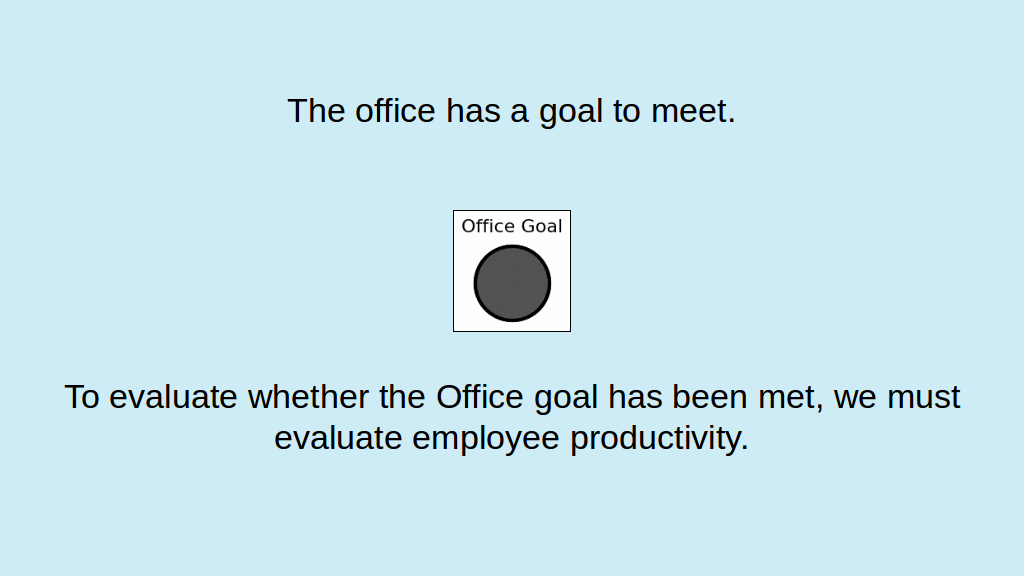 The office has a goal to meet.
Office Goal
To evaluate whether the Office goal has been met, we must
evaluate employee productivity.